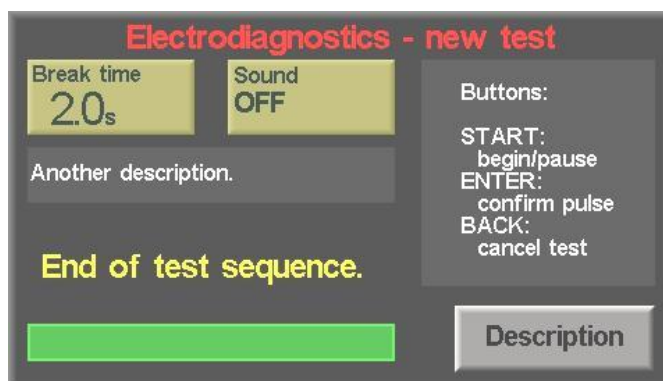 Electrodiagnostics - new test
Break time
2.0s
Sound
OFF
Another description.
End of test sequence.
Buttons:
START:
begin/pause
ENTER:
confirm pulse
BACK:
cancel test
Description